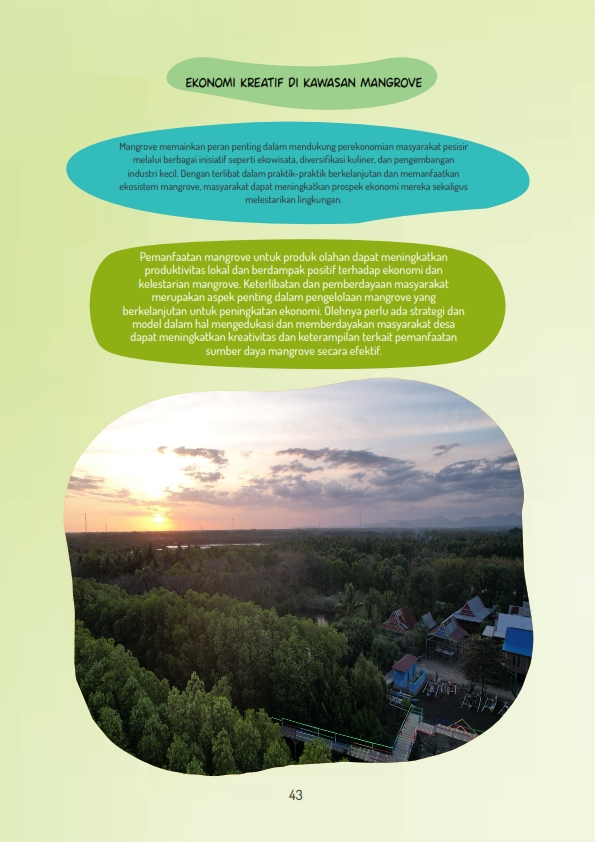 EKONOMI KREATIF DI KAWASAN MANGROVE
Mangrove memainkan peran penting dalam mendukung perekonomian masyarakat pesisir
melalui berbagai inisiatif seperti ekowisata, diversifikasi kuliner, dan pengembangan
industri kecil. Dengan terlibat dalam praktik-praktik berkelanjutan dan memanfaatkan
ekosistem mangrove, masyarakat dapat meningkatkan prospek ekonomi mereka sekaligus
melestarikan lingkungan.
Pemanfaatan mangrove untuk produk olahan dapat meningkatkan
produktivitas lokal dan berdampak positif terhadap ekonomi dan
kelestarian mangrove. Keterlibatan dan pemberdayaan masyarakat
merupakan aspek penting dalam pengelolaan mangrove yang
berkelanjutan untuk peningkatan ekonomi. Olehnya perlu ada strategi dan
model dalam hal mengedukasi dan memberdayakan masyarakat desa
dapat meningkatkan kreativitas dan keterampilan terkait pemanfaatan
sumber daya mangrove secara efektif.
43